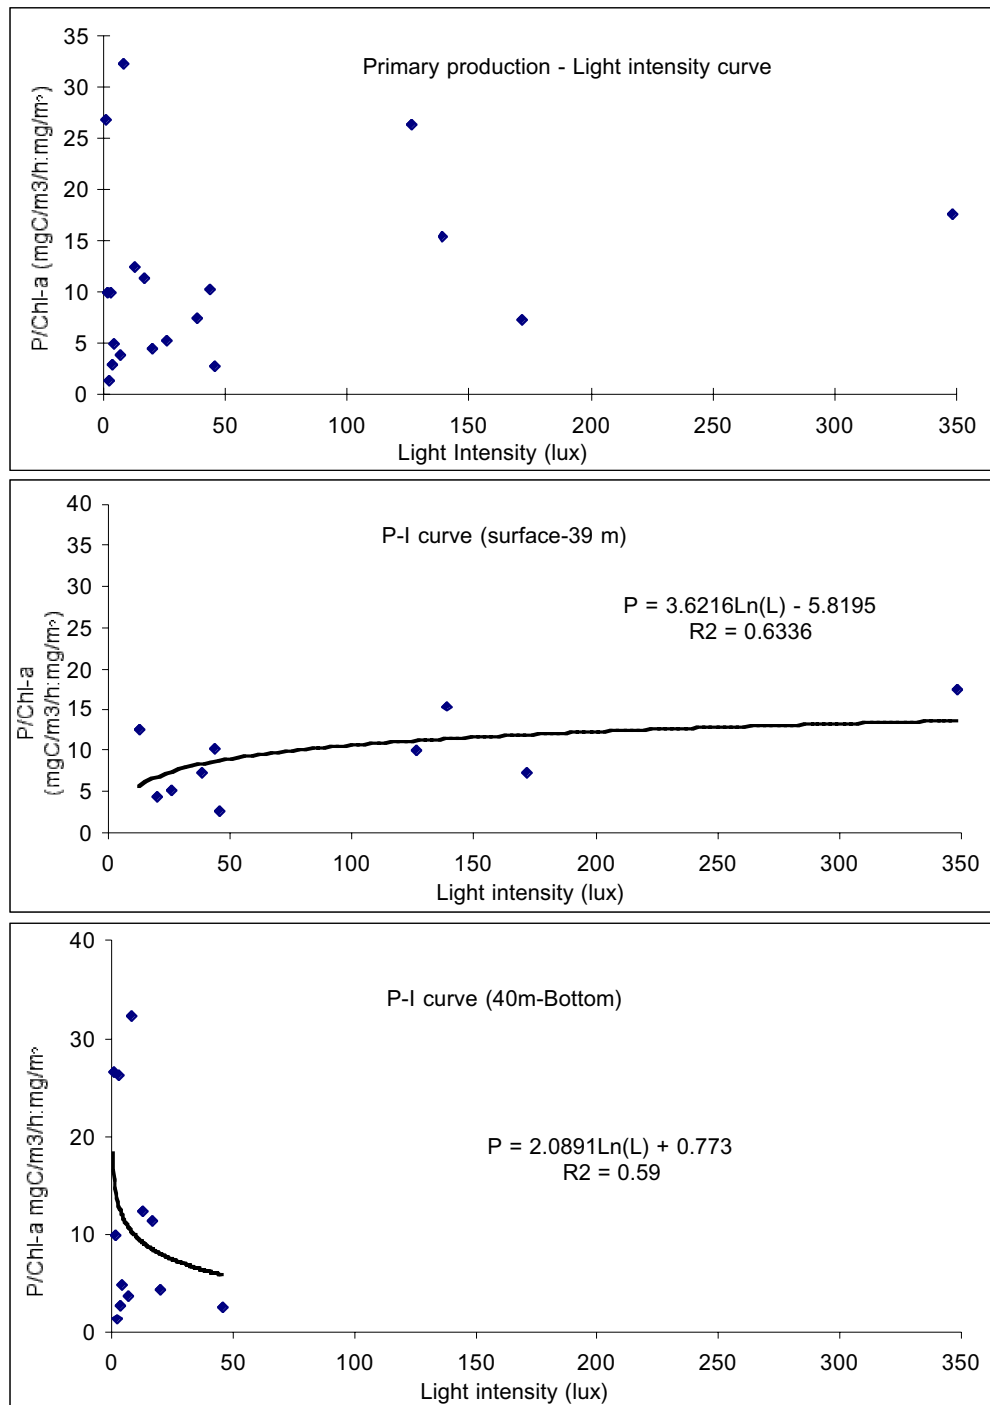 Primary production - Light intensity curve
P/Chl-a (mgC/m3/h:mg/m³)
35
30
25
20
15
10
5
0
0 50 100 150 200 250 300 350
Light Intensity (lux)
P-I curve (surface-39 m)
P = 3.6216Ln(L) - 5.8195
R2 = 0.6336
P/Chl-a
(mgC/m3/h:mg/m³)
40
35
30
25
20
15
10
5
0
0 50 100 150 200 250 300 350
Light intensity (lux)
P-I curve (40m-Bottom)
P = 2.0891Ln(L) + 0.773
R2 = 0.59
P/Chl-a mgC/m3/h:mg/m³
40
30
20
10
0
0 50 100 150 200 250 300 350
Light intensity (lux)